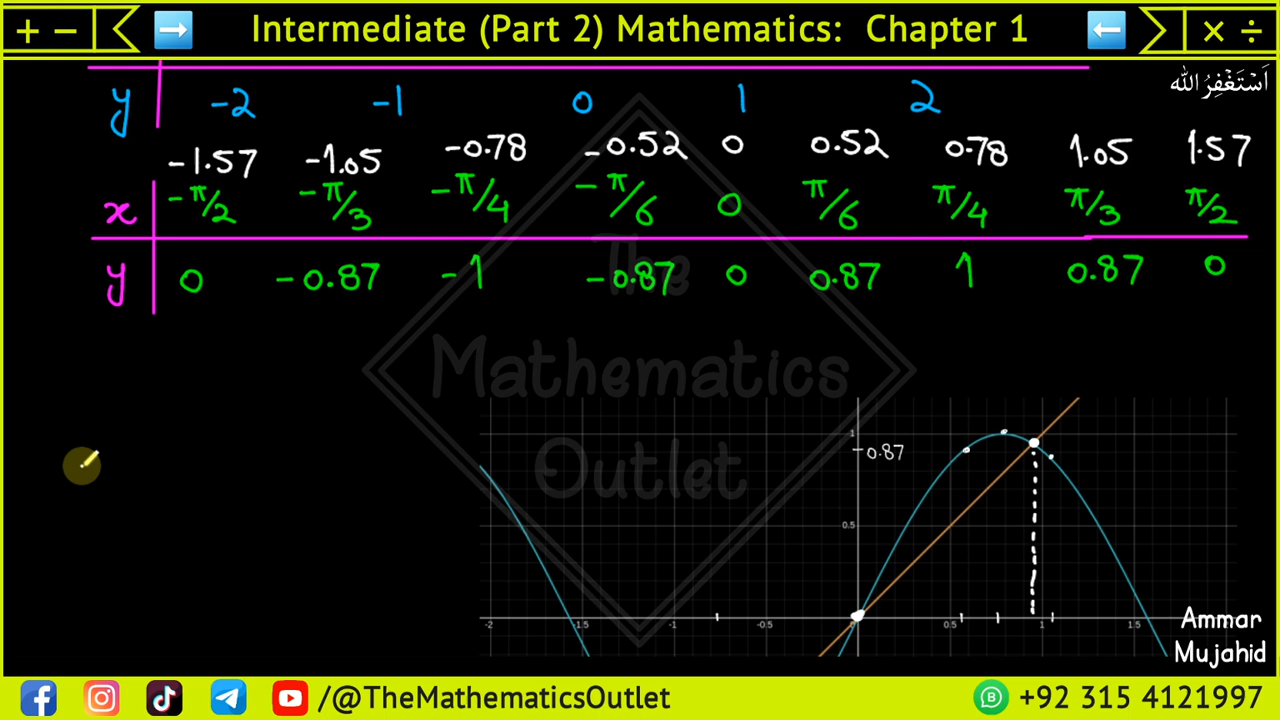 + − Intermediate (Part 2) Mathematics: Chapter 1 × ÷
اَسْتَغْفِرُ اللّٰه
y -2 -1 0 1 2
-1.57 -1.05 -0.78 -0.52 0 0.52 0.78 1.05 1.57
x -π/2 -π/3 -π/4 -π/6 0 π/6 π/4 π/3 π/2
y 0 -0.87 -1 -0.87 0 0.87 1 0.87 0
The
Mathematics
Outlet
1
0.87
0.5
-2 -1.5 -1 -0.5 0 0.5 1 1.5
Ammar
Mujahid
/@TheMathematicsOutlet +92 315 4121997